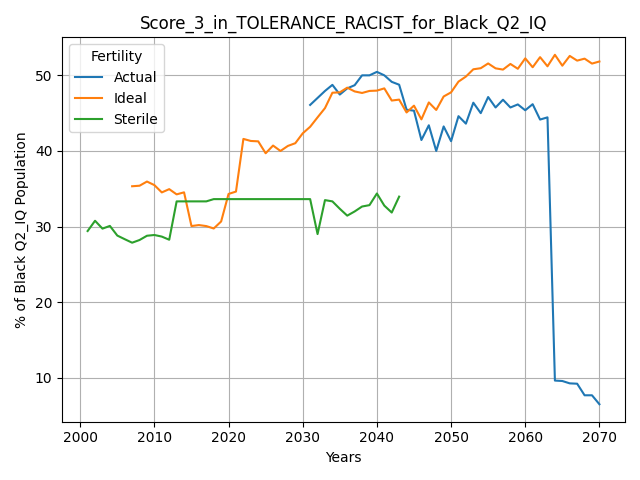 Score_3_in_TOLERANCE_RACIST_for_Black_Q2_IQ
Fertility
Actual
Ideal
Sterile
% of Black Q2_IQ Population
50
40
30
20
10
2000 2010 2020 2030 2040 2050 2060 2070
Years